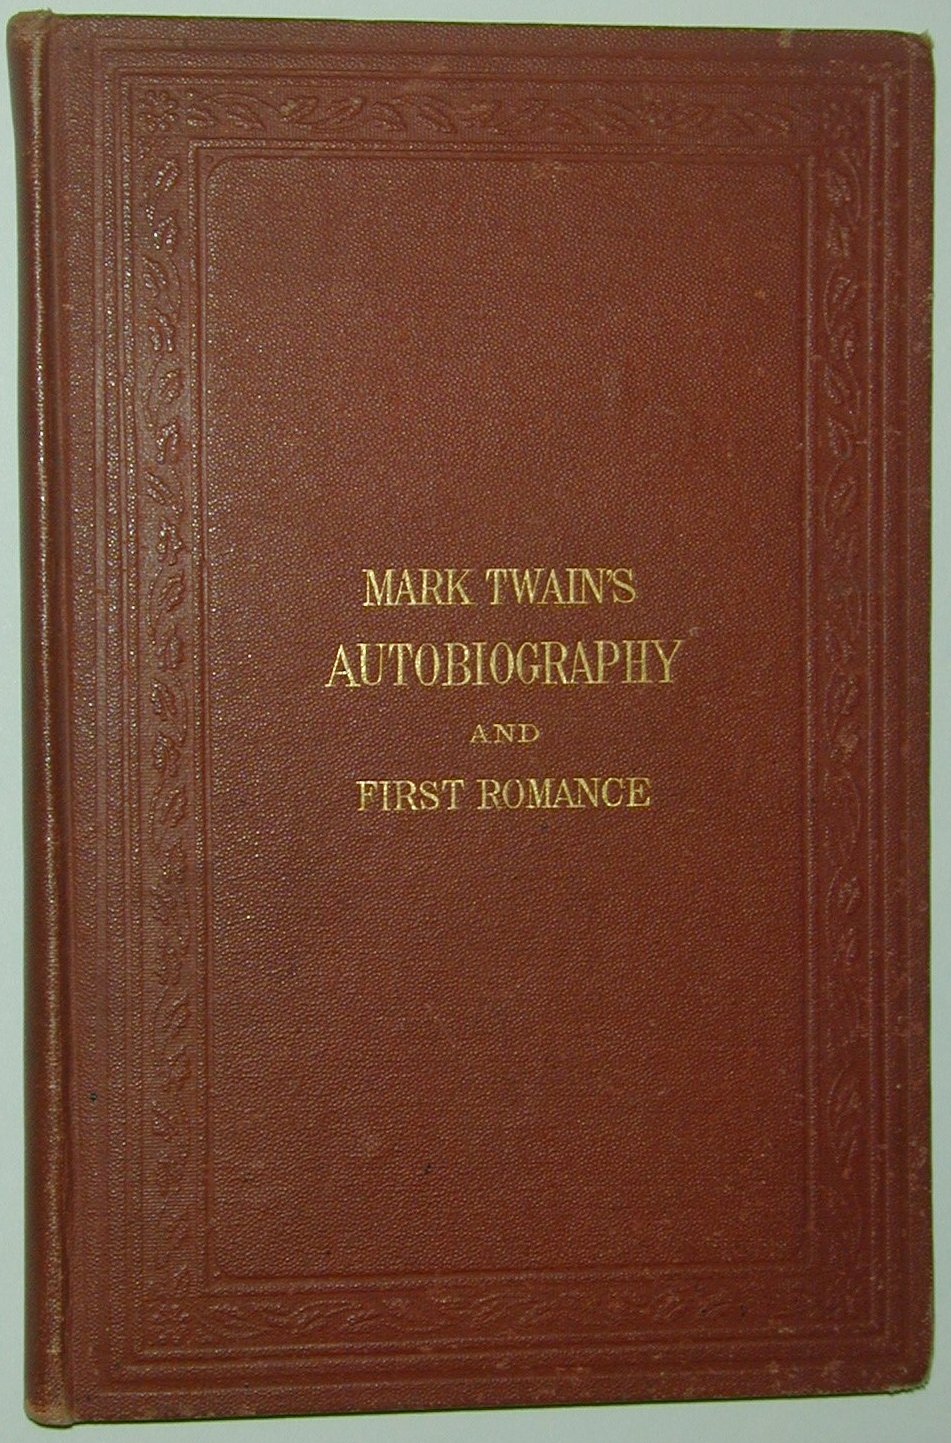 MARK TWAIN'S
AUTOBIOGRAPHY
AND
FIRST ROMANCE